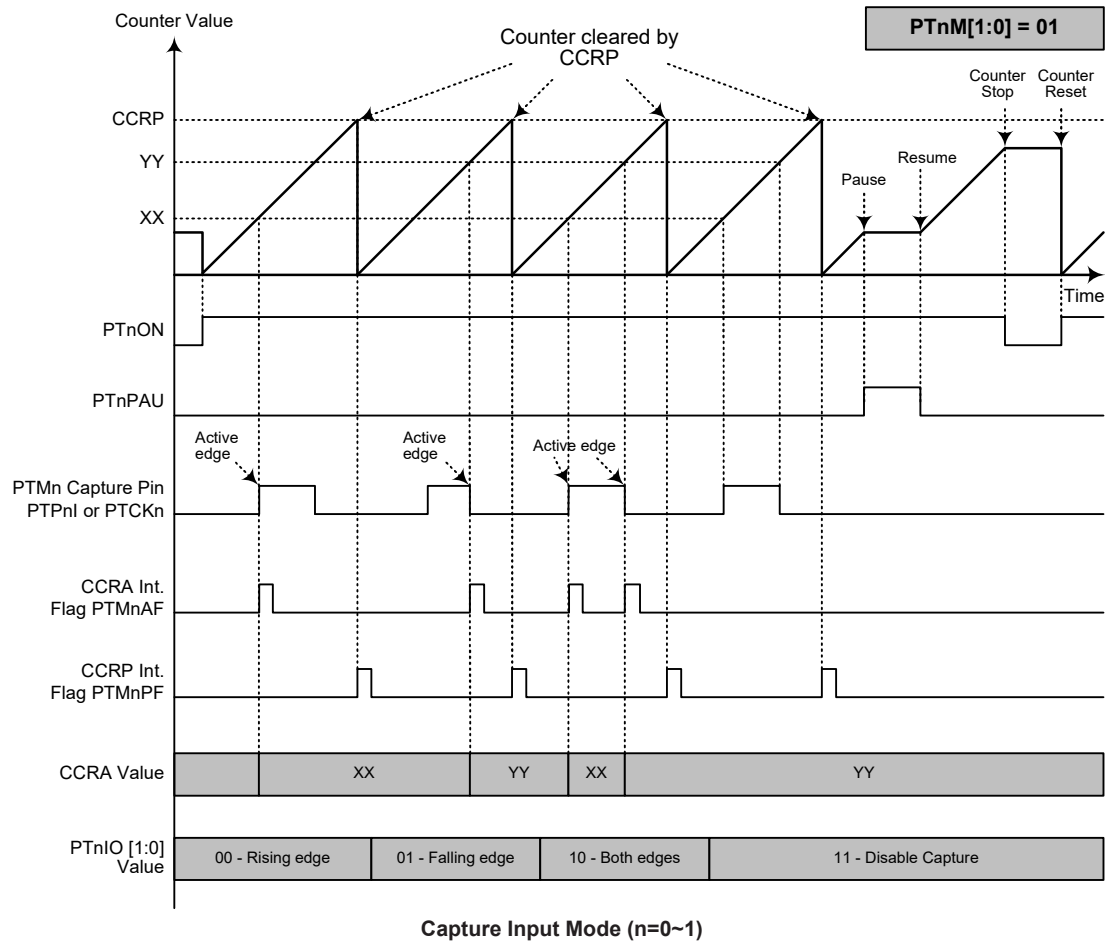 Counter Value
PTnM[1:0] = 01
Counter cleared by
CCRP
Counter
Stop
Counter
Reset
CCRP
YY
Resume
Pause
XX
Time
PTnON
PTnPAU
Active
edge
Active
edge
Active edge
PTMn Capture Pin
PTPnI or PTCKn
CCRA Int.
Flag PTMnAF
CCRP Int.
Flag PTMnPF
CCRA Value
XX
YY
XX
YY
PTnIO [1:0]
Value
00 - Rising edge
01 - Falling edge
10 - Both edges
11 - Disable Capture
Capture Input Mode (n=0~1)